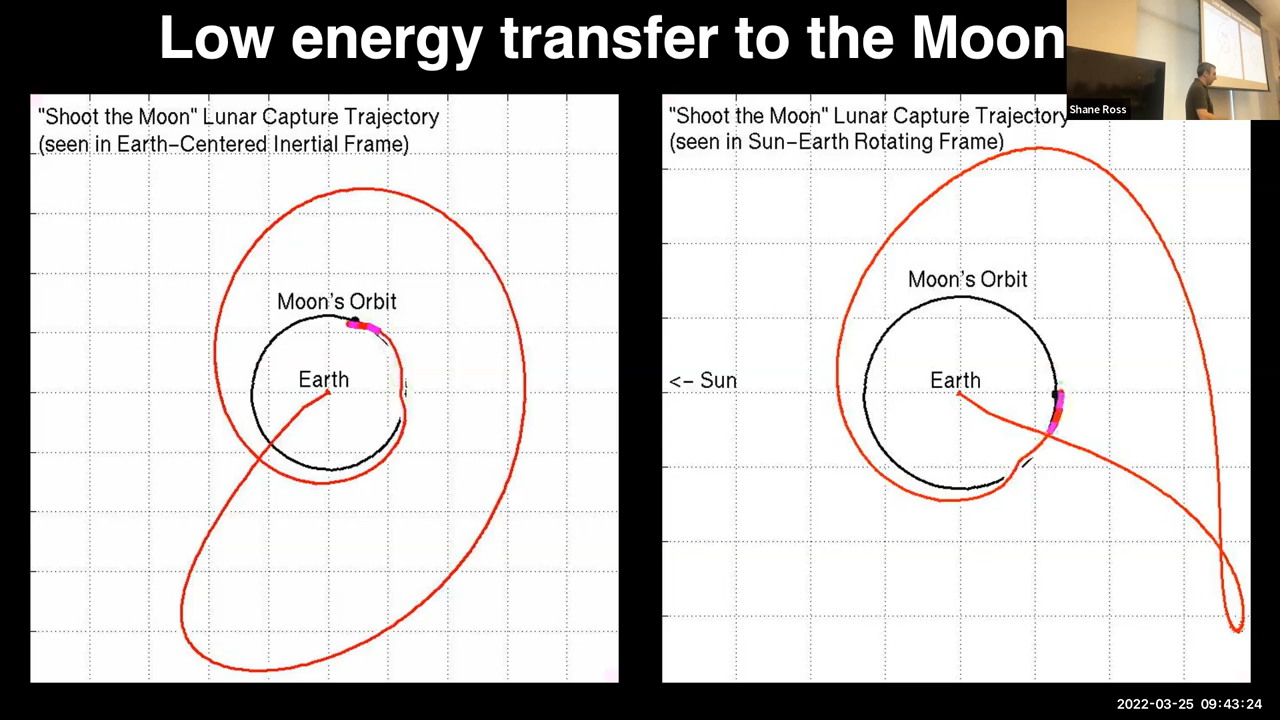 Low energy transfer to the Moon
"Shoot the Moon" Lunar Capture Trajectory
(seen in Earth-Centered Inertial Frame)
Moon's Orbit
Earth
"Shoot the Moon" Lunar Capture Trajectory
(seen in Sun-Earth Rotating Frame)
Moon's Orbit
<- Sun
Earth
Shane Ross
2022-03-25 09:43:24